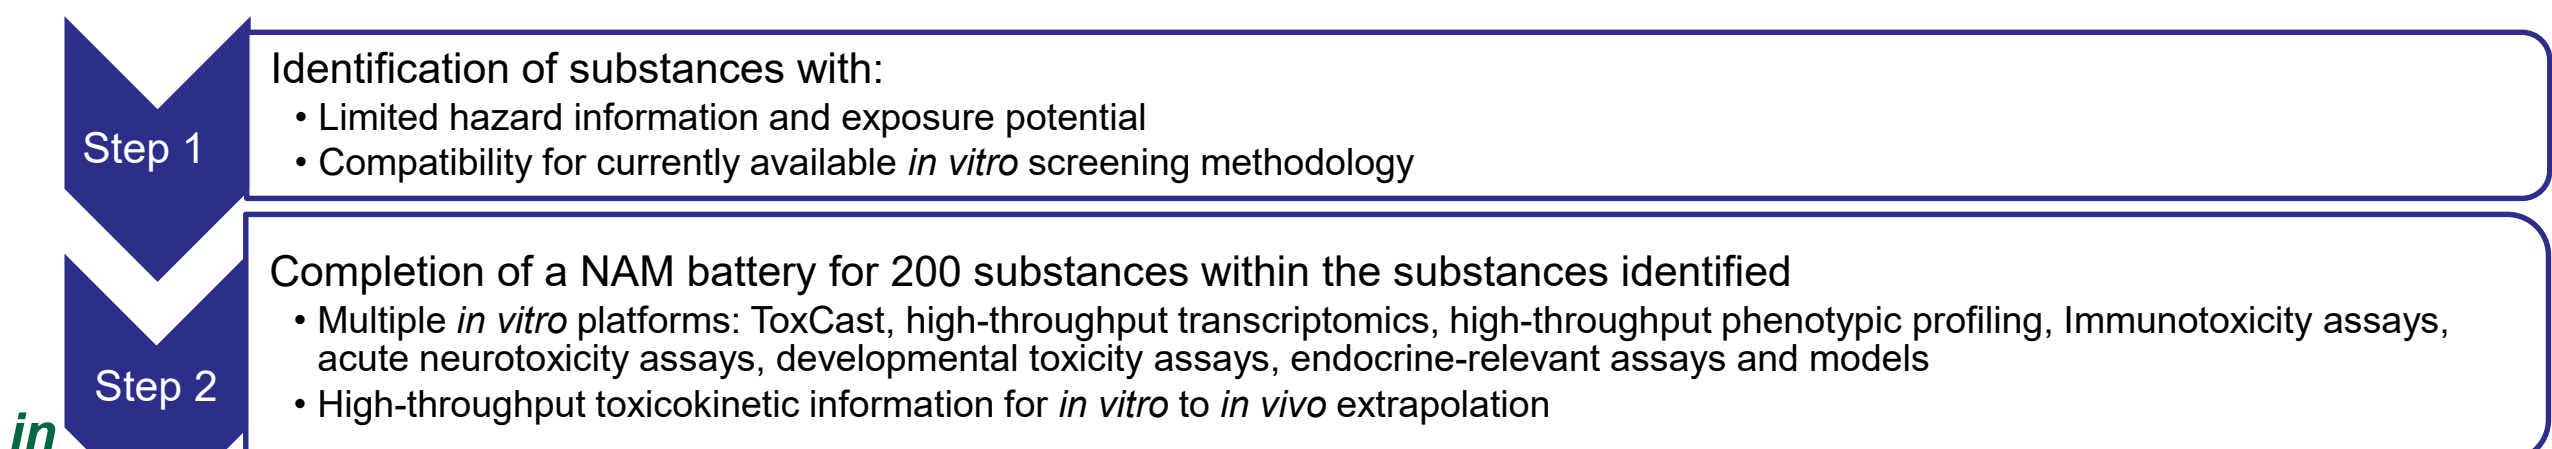 Step 1
Identification of substances with:
• Limited hazard information and exposure potential
• Compatibility for currently available in vitro screening methodology
Step 2
Completion of a NAM battery for 200 substances within the substances identified
• Multiple in vitro platforms: ToxCast, high-throughput transcriptomics, high-throughput phenotypic profiling, Immunotoxicity assays,
acute neurotoxicity assays, developmental toxicity assays, endocrine-relevant assays and models
• High-throughput toxicokinetic information for in vitro to in vivo extrapolation
in